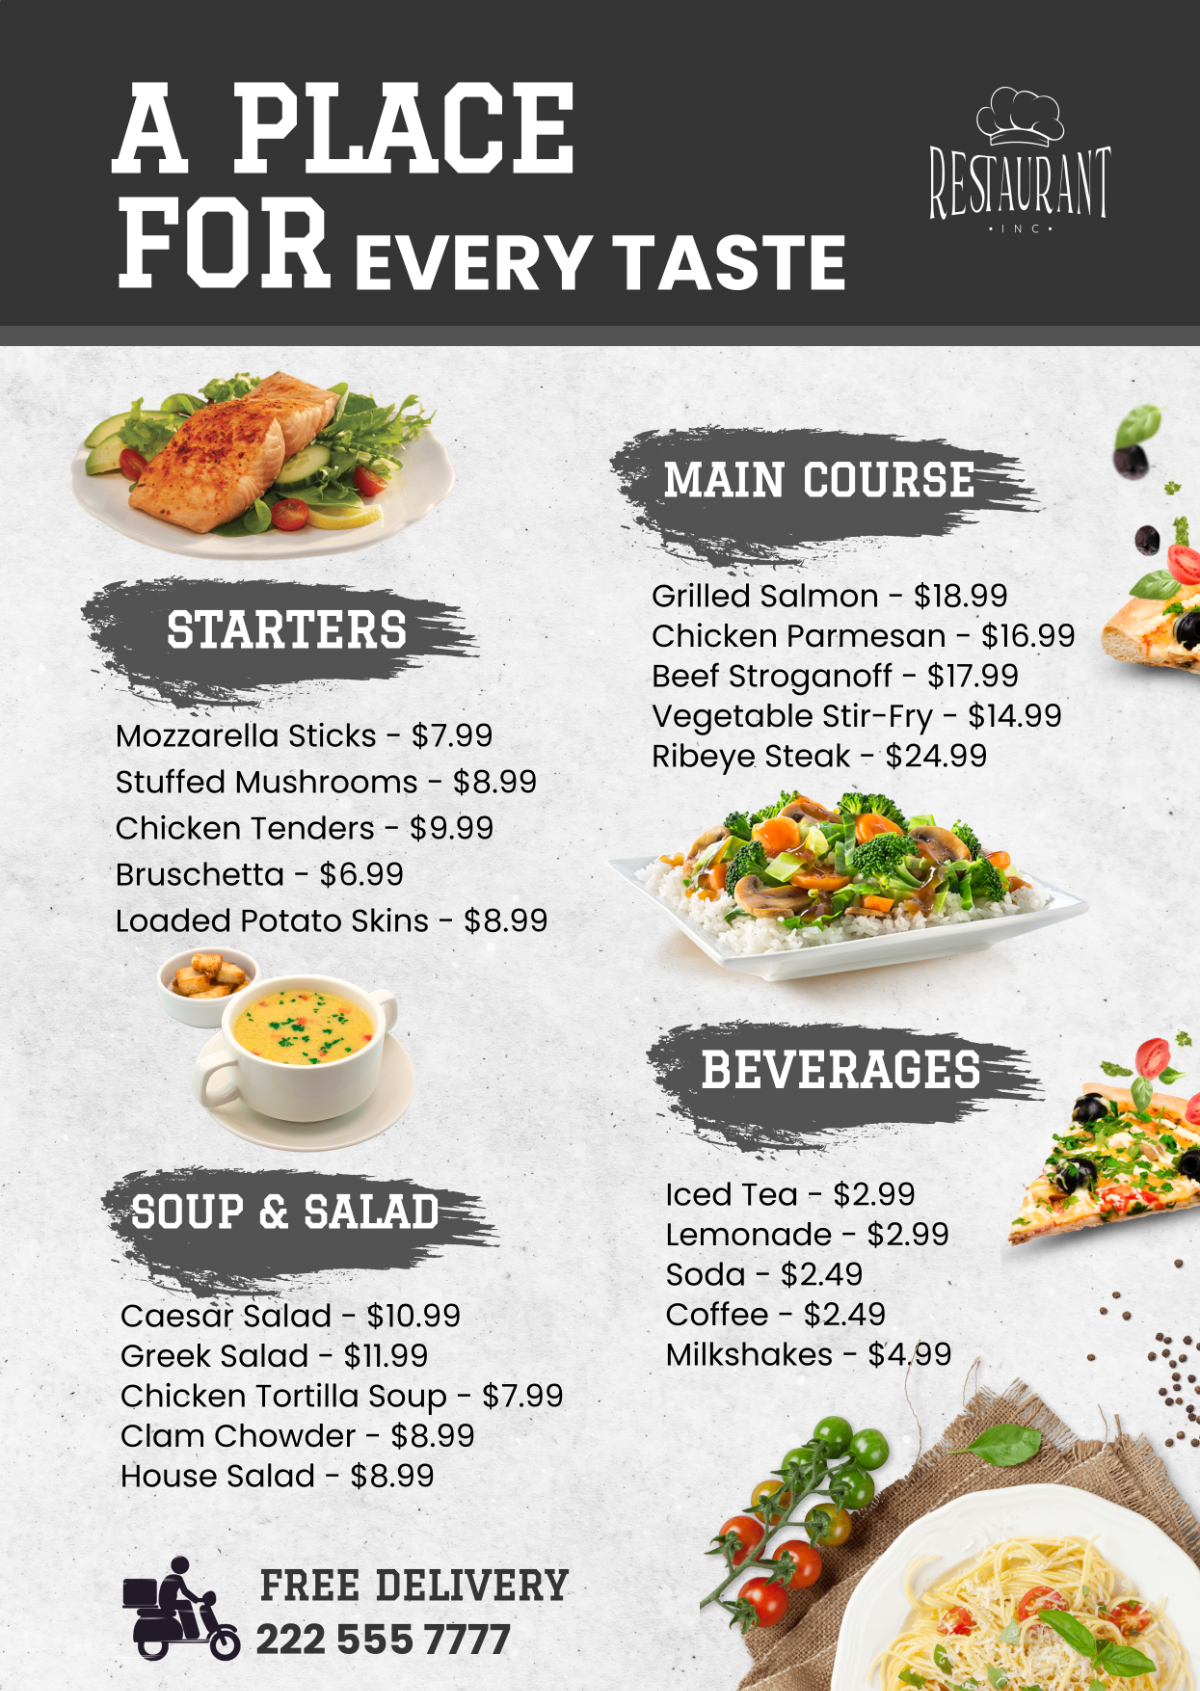 A PLACE
FOR EVERY TASTE
RESTAURANT
• INC •
STARTERS
Mozzarella Sticks - $7.99
Stuffed Mushrooms - $8.99
Chicken Tenders - $9.99
Bruschetta - $6.99
Loaded Potato Skins - $8.99
SOUP & SALAD
Caesar Salad - $10.99
Greek Salad - $11.99
Chicken Tortilla Soup - $7.99
Clam Chowder - $8.99
House Salad - $8.99
FREE DELIVERY
222 555 7777
MAIN COURSE
Grilled Salmon - $18.99
Chicken Parmesan - $16.99
Beef Stroganoff - $17.99
Vegetable Stir-Fry - $14.99
Ribeye Steak - $24.99
BEVERAGES
Iced Tea - $2.99
Lemonade - $2.99
Soda - $2.49
Coffee - $2.49
Milkshakes - $4.99